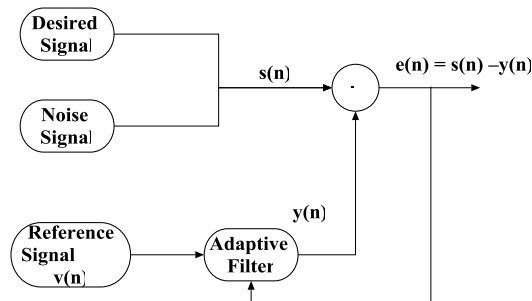 Desired
Signal
s(n)
e(n) = s(n) –y(n)
-
Noise
Signal
y(n)
Reference
Signal
v(n)
Adaptive
Filter